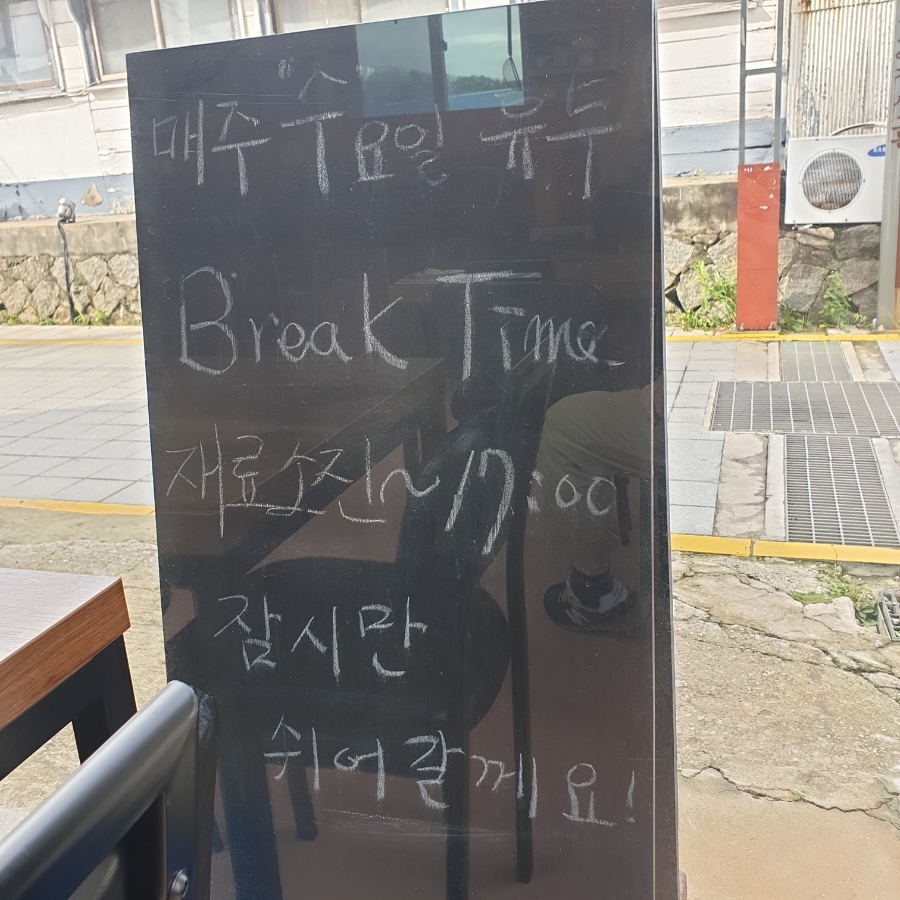 매주 수요일 휴무
Break Time
재료소진~17:00
잠시만
쉬어갈께요!